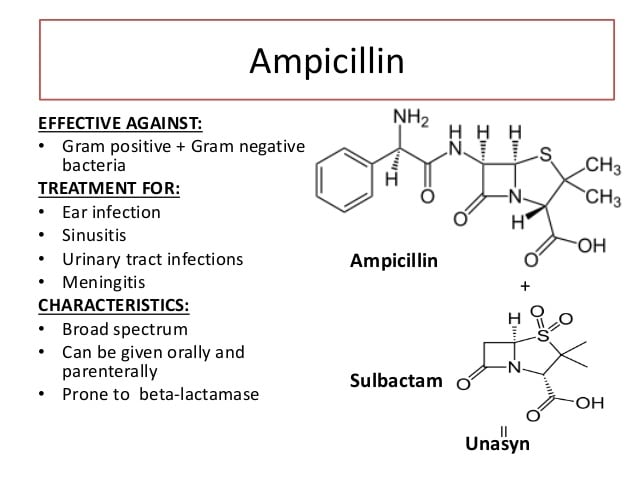 Ampicillin
EFFECTIVE AGAINST:
• Gram positive + Gram negative
bacteria
TREATMENT FOR:
• Ear infection
• Sinusitis
• Urinary tract infections
• Meningitis
CHARACTERISTICS:
• Broad spectrum
• Can be given orally and
parenterally
• Prone to beta-lactamase
NH2
H H H
N S CH3
H CH3
O N
O H
OH
O
Ampicillin
+
H O O
S
N
Sulbactam O
OH
O
=
Unasyn